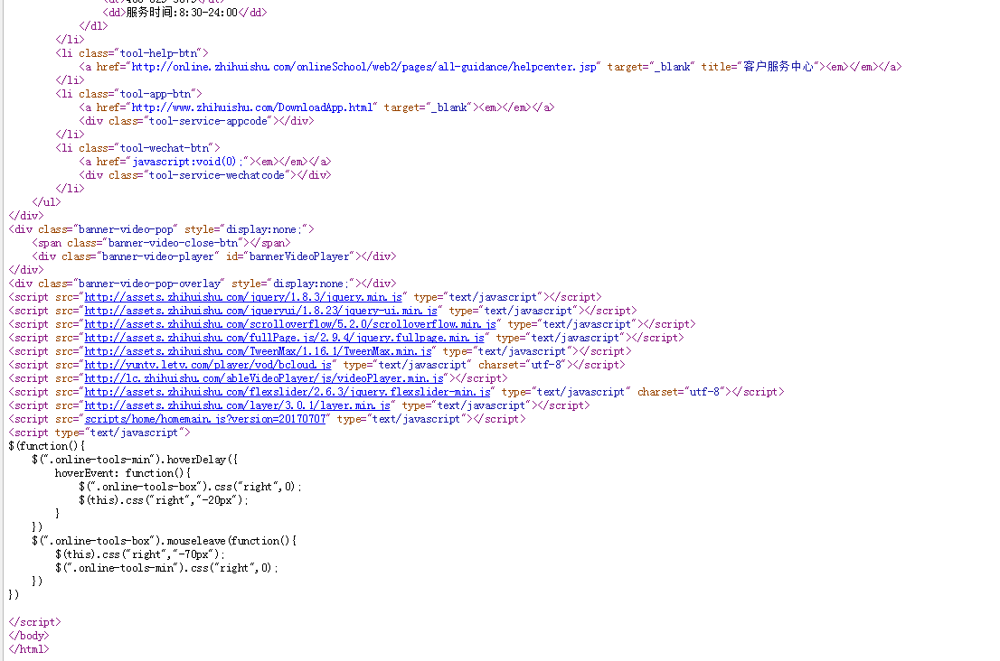 <dd>服务时间:8:30-24:00</dd>
</dl>
</li>
<li class="tool-help-btn">
<a href="http://online.zhihuishu.com/onlineSchool/web2/pages/all-guidance/helpcenter.jsp" target="_blank" title="客户服务中心"><em></em></a>
</li>
<li class="tool-app-btn">
<a href="http://www.zhihuishu.com/DownloadApp.html" target="_blank"><em></em></a>
<div class="tool-service-appcode"></div>
</li>
<li class="tool-wechat-btn">
<a href="javascript:void(0);"><em></em></a>
<div class="tool-service-wechatcode"></div>
</li>
</ul>
</div>
<div class="banner-video-pop" style="display:none;">
<span class="banner-video-close-btn"></span>
<div class="banner-video-player" id="bannerVideoPlayer"></div>
</div>
<div class="banner-video-pop-overlay" style="display:none;"></div>
<script src="http://assets.zhihuishu.com/jquery/1.8.3/jquery.min.js" type="text/javascript"></script>
<script src="http://assets.zhihuishu.com/jqueryui/1.8.23/jquery-ui.min.js" type="text/javascript"></script>
<script src="http://assets.zhihuishu.com/scrolloverflow/5.2.0/scrolloverflow.min.js" type="text/javascript"></script>
<script src="http://assets.zhihuishu.com/fullPage.js/2.9.4/jquery.fullpage.min.js" type="text/javascript"></script>
<script src="http://assets.zhihuishu.com/TweenMax/1.16.1/TweenMax.min.js" type="text/javascript"></script>
<script src="http://yuntv.letv.com/player/vod/bcloud.js" type="text/javascript" charset="utf-8"></script>
<script src="http://lc.zhihuishu.com/ableVideoPlayer/js/videoPlayer.min.js"></script>
<script src="http://assets.zhihuishu.com/flexslider/2.6.3/jquery.flexslider-min.js" type="text/javascript" charset="utf-8"></script>
<script src="http://assets.zhihuishu.com/layer/3.0.1/layer.min.js" type="text/javascript"></script>
<script src="scripts/home/homemain.js?version=20170707" type="text/javascript"></script>
<script type="text/javascript">
$(function(){
$(".online-tools-min").hoverDelay({
hoverEvent: function(){
$(".online-tools-box").css("right",0);
$(this).css("right","-20px");
}
})
$(".online-tools-box").mouseleave(function(){
$(this).css("right","-70px");
$(".online-tools-min").css("right",0);
})
})
</script>
</body>
</html>